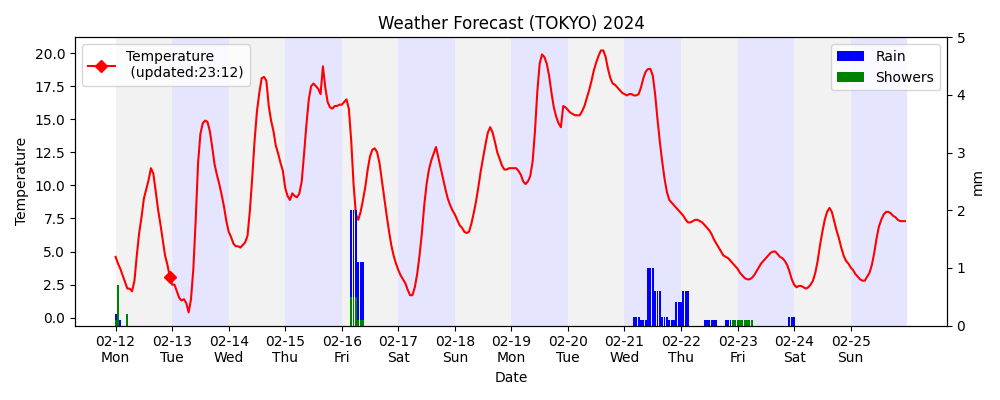 Weather Forecast (TOKYO) 2024
Temperature
(updated:23:12)
Rain
Showers
20.0
17.5
15.0
12.5
10.0
7.5
5.0
2.5
0.0
Temperature
5
4
3
2
1
0
mm
02-12 02-13 02-14 02-15 02-16 02-17 02-18 02-19 02-20 02-21 02-22 02-23 02-24 02-25
Mon Tue Wed Thu Fri Sat Sun Mon Tue Wed Thu Fri Sat Sun
Date